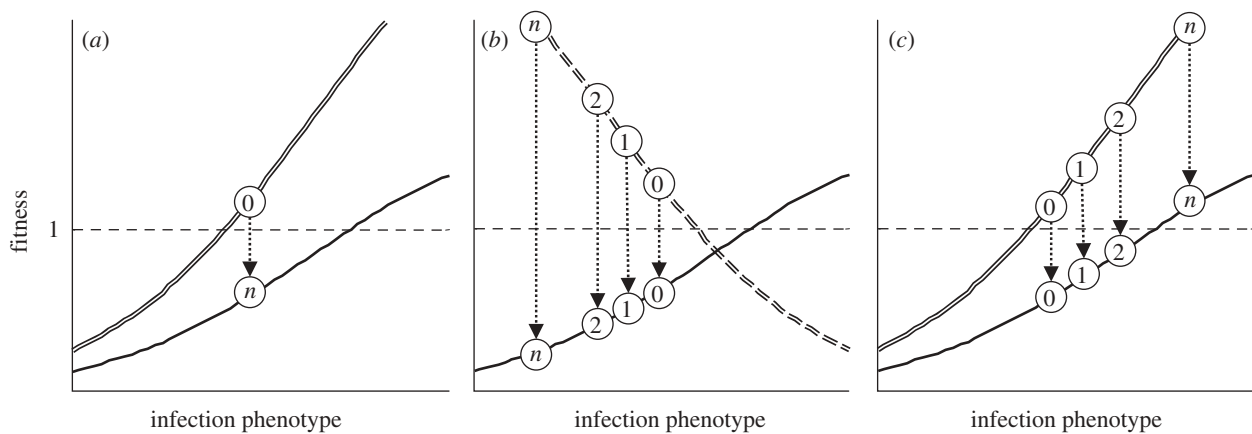 (a)
(b)
(c)
fitness
1
0
n
n
2
1
0
n
2
1
0
n
2
1
0
n
2
1
0
infection phenotype
infection phenotype
infection phenotype